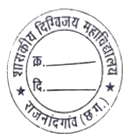 शासकीय दिग्विजय महाविद्यालय
क्र.
दि.
★ राजनांदगांव (छ.ग.) ★